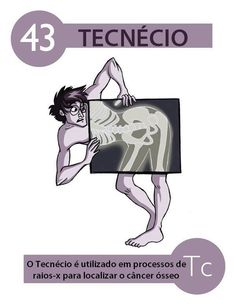 43 TECNÉCIO
O Tecnécio é utilizado em processos de
raios-x para localizar o câncer ósseo
Tc